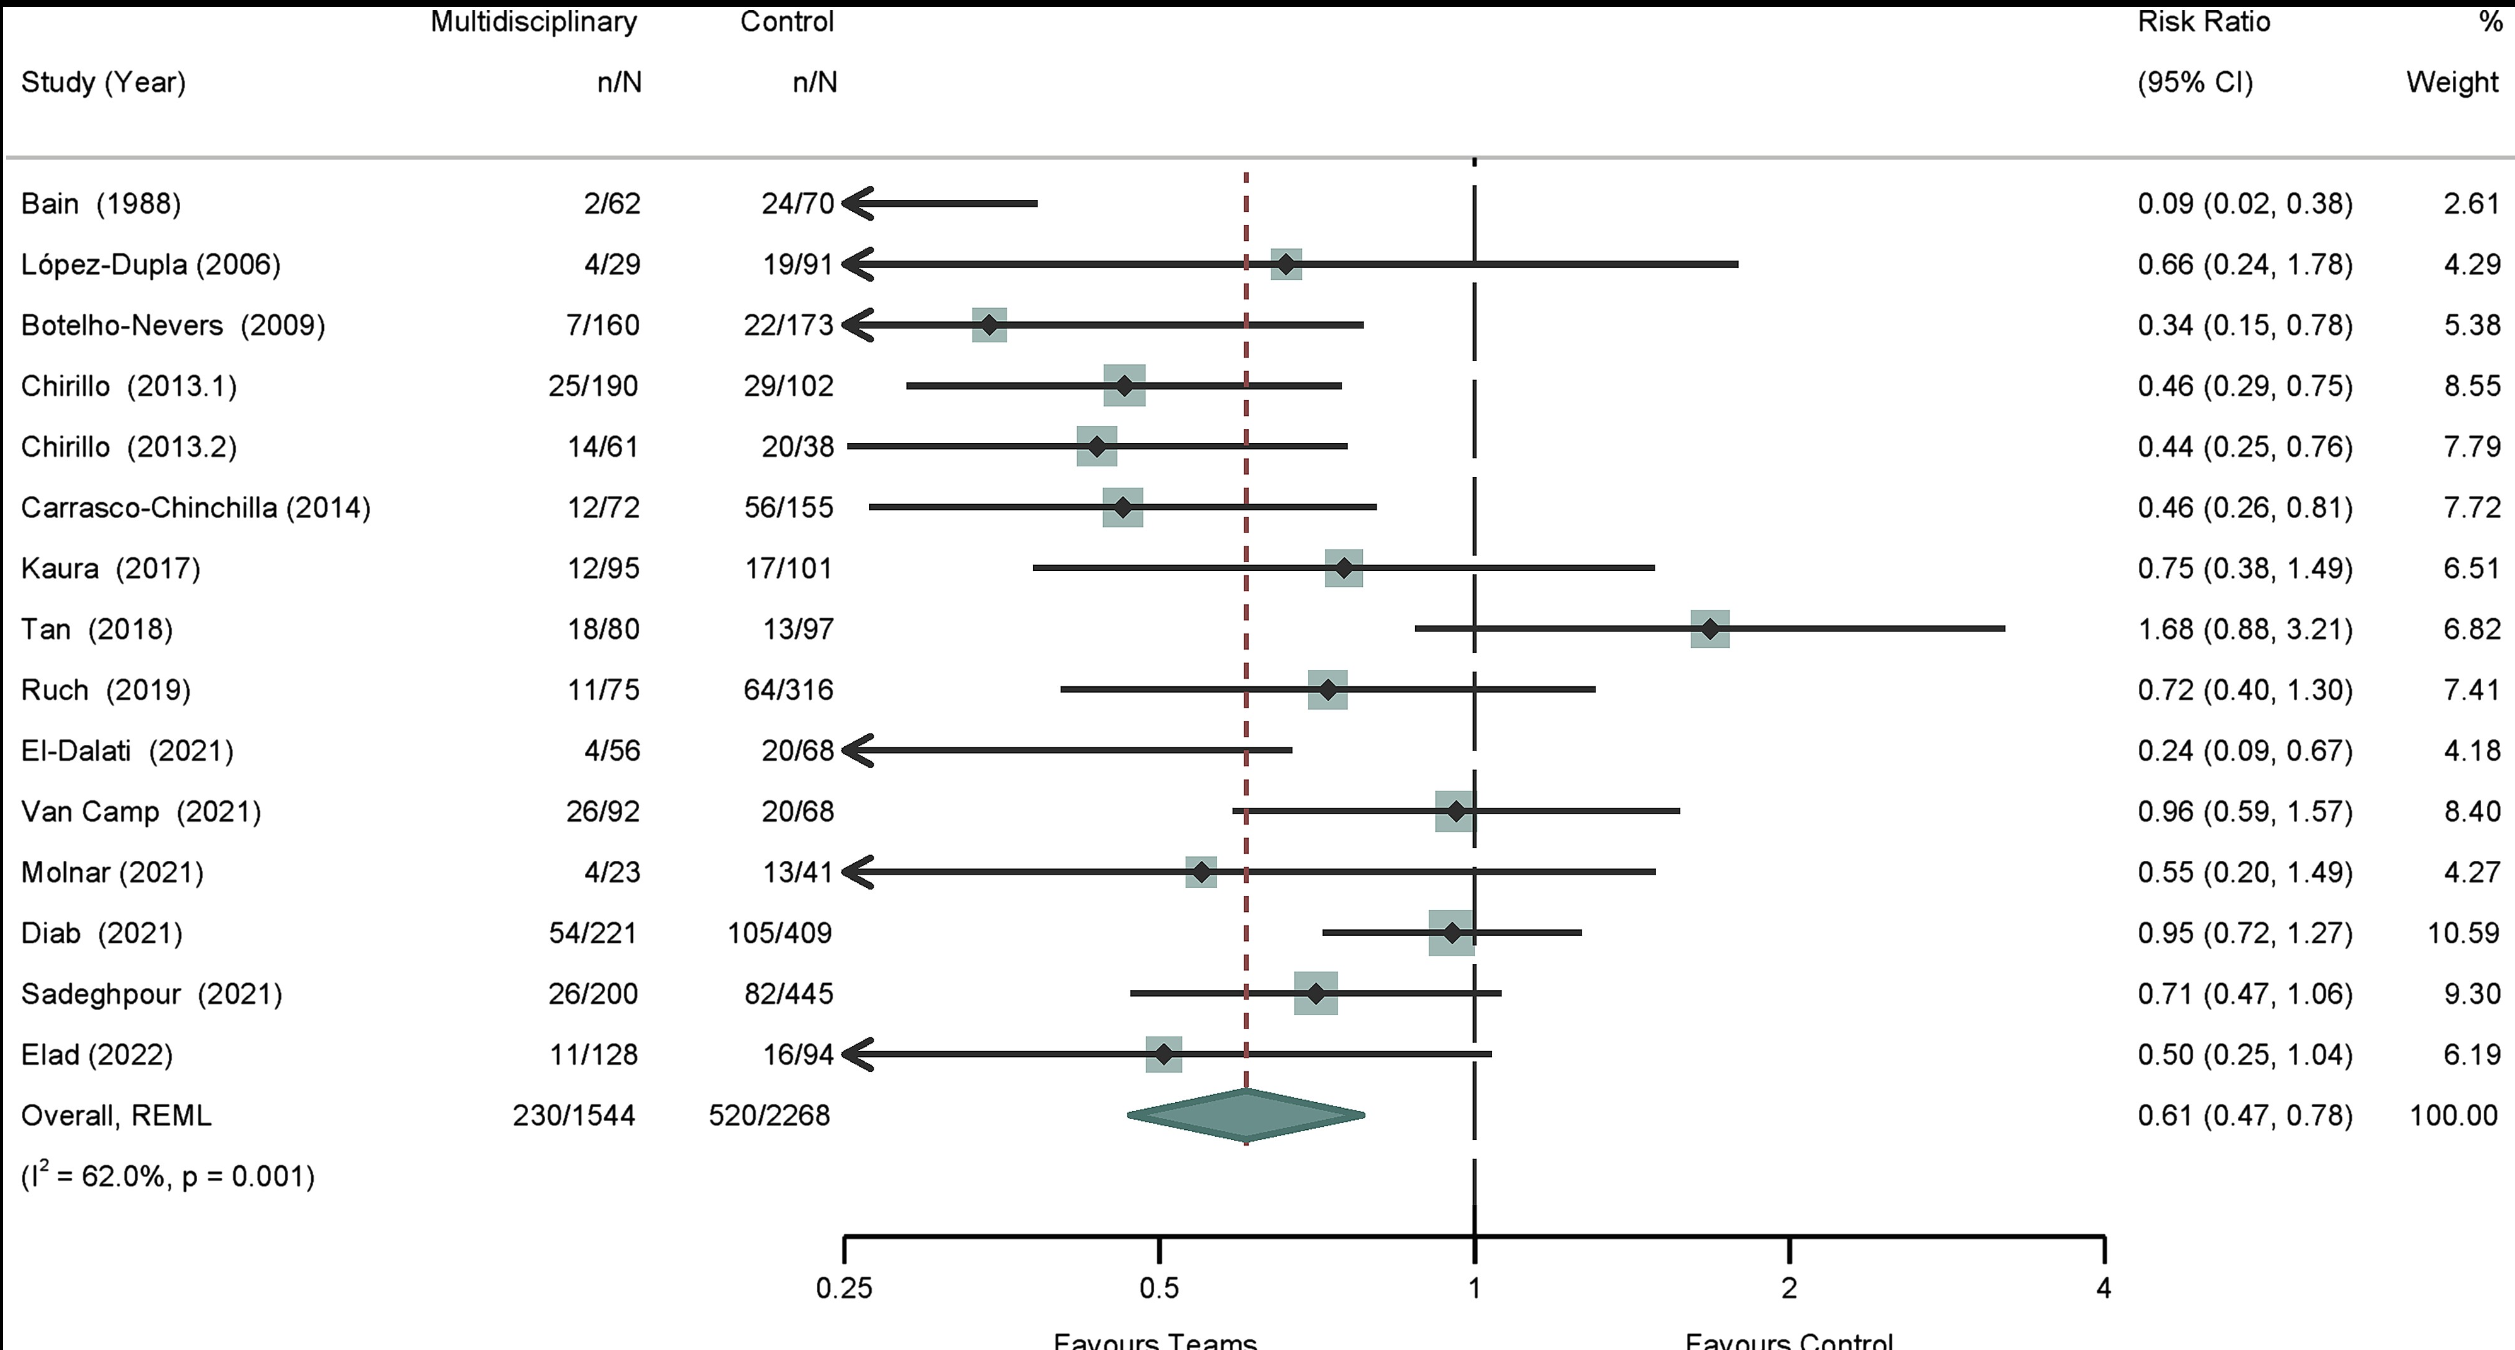 Multidisciplinary Control Risk Ratio %
Study (Year) n/N n/N (95% CI) Weight
Bain (1988) 2/62 24/70 0.09 (0.02, 0.38) 2.61
López-Dupla (2006) 4/29 19/91 0.66 (0.24, 1.78) 4.29
Botelho-Nevers (2009) 7/160 22/173 0.34 (0.15, 0.78) 5.38
Chirillo (2013.1) 25/190 29/102 0.46 (0.29, 0.75) 8.55
Chirillo (2013.2) 14/61 20/38 0.44 (0.25, 0.76) 7.79
Carrasco-Chinchilla (2014) 12/72 56/155 0.46 (0.26, 0.81) 7.72
Kaura (2017) 12/95 17/101 0.75 (0.38, 1.49) 6.51
Tan (2018) 18/80 13/97 1.68 (0.88, 3.21) 6.82
Ruch (2019) 11/75 64/316 0.72 (0.40, 1.30) 7.41
El-Dalati (2021) 4/56 20/68 0.24 (0.09, 0.67) 4.18
Van Camp (2021) 26/92 20/68 0.96 (0.59, 1.57) 8.40
Molnar (2021) 4/23 13/41 0.55 (0.20, 1.49) 4.27
Diab (2021) 54/221 105/409 0.95 (0.72, 1.27) 10.59
Sadeghpour (2021) 26/200 82/445 0.71 (0.47, 1.06) 9.30
Elad (2022) 11/128 16/94 0.50 (0.25, 1.04) 6.19
Overall, REML 230/1544 520/2268 0.61 (0.47, 0.78) 100.00
(I² = 62.0%, p = 0.001)
0.25 0.5 1 2 4
Favours Teams Favours Control